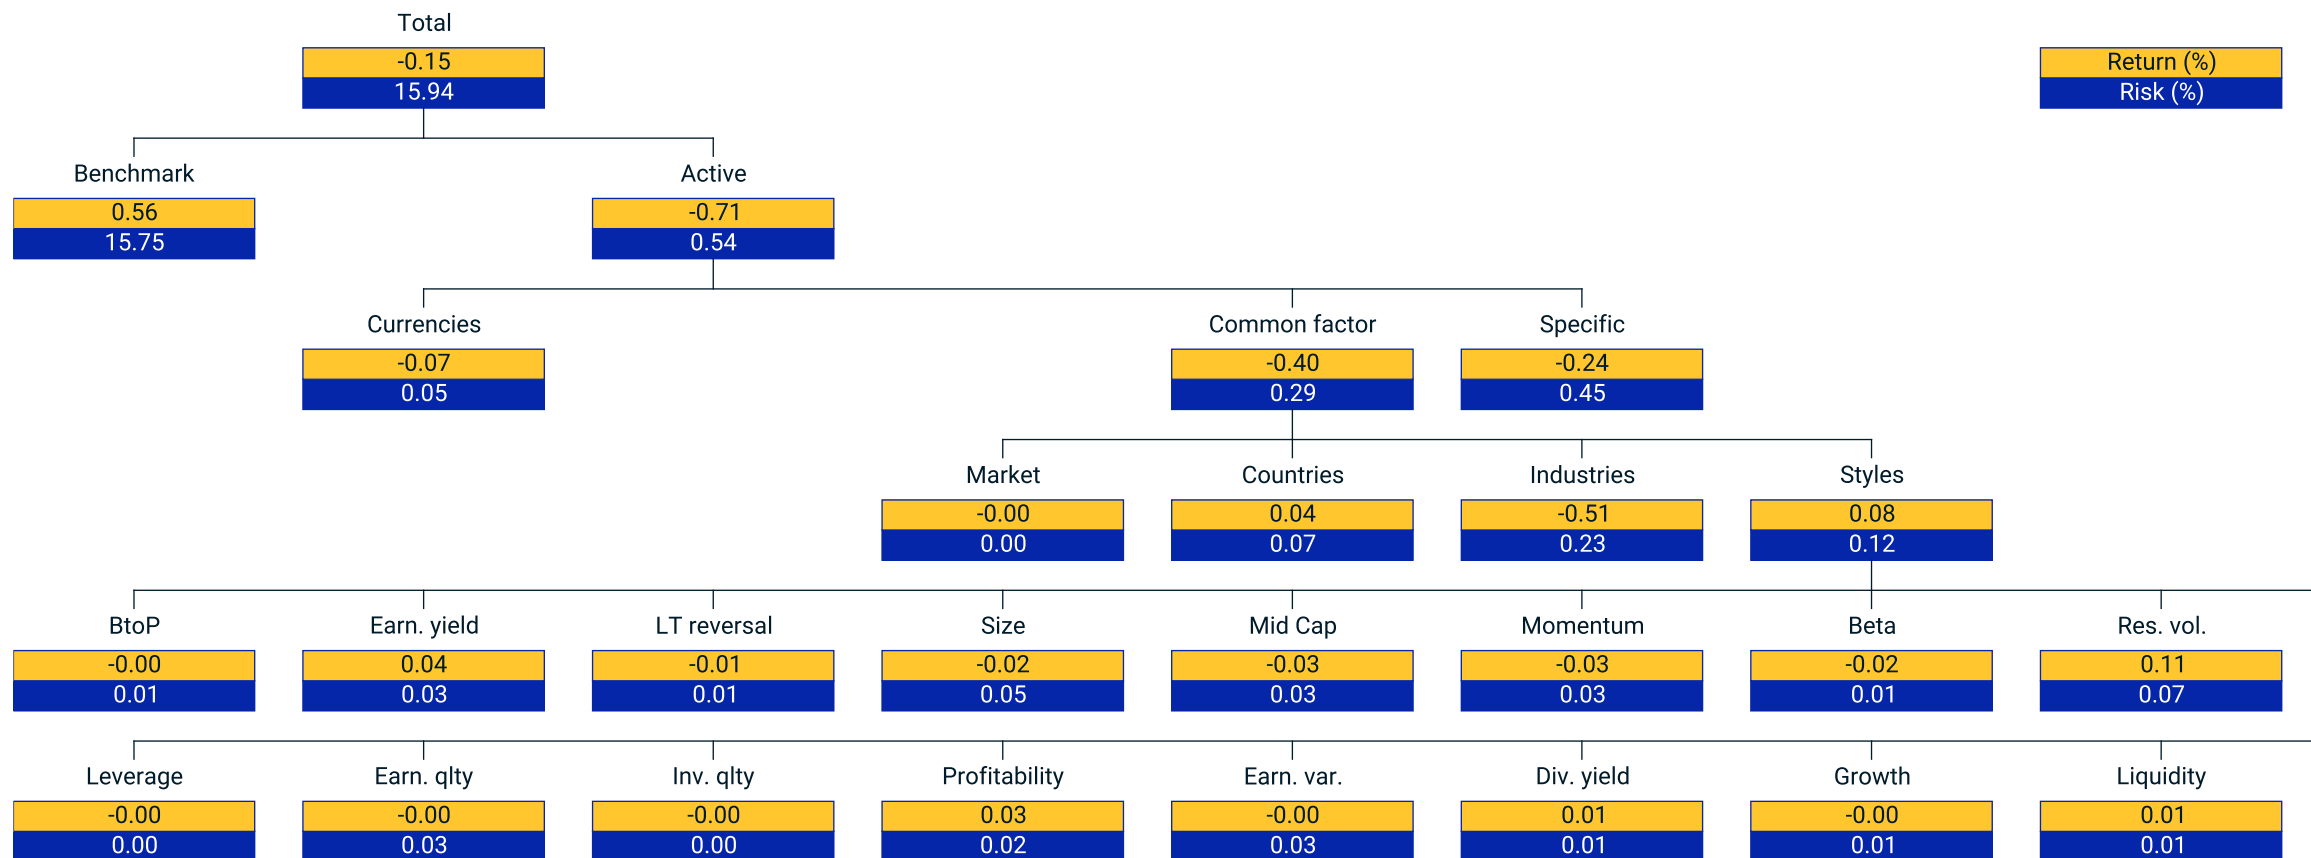 Total
-0.15
15.94
Return (%)
Risk (%)
Benchmark
0.56
15.75
Active
-0.71
0.54
Currencies
-0.07
0.05
Common factor
-0.40
0.29
Specific
-0.24
0.45
Market
-0.00
0.00
Countries
0.04
0.07
Industries
-0.51
0.23
Styles
0.08
0.12
BtoP
-0.00
0.01
Earn. yield
0.04
0.03
LT reversal
-0.01
0.01
Size
-0.02
0.05
Mid Cap
-0.03
0.03
Momentum
-0.03
0.03
Beta
-0.02
0.01
Res. vol.
0.11
0.07
Leverage
-0.00
0.00
Earn. qlty
-0.00
0.03
Inv. qlty
-0.00
0.00
Profitability
0.03
0.02
Earn. var.
-0.00
0.03
Div. yield
0.01
0.01
Growth
-0.00
0.01
Liquidity
0.01
0.01